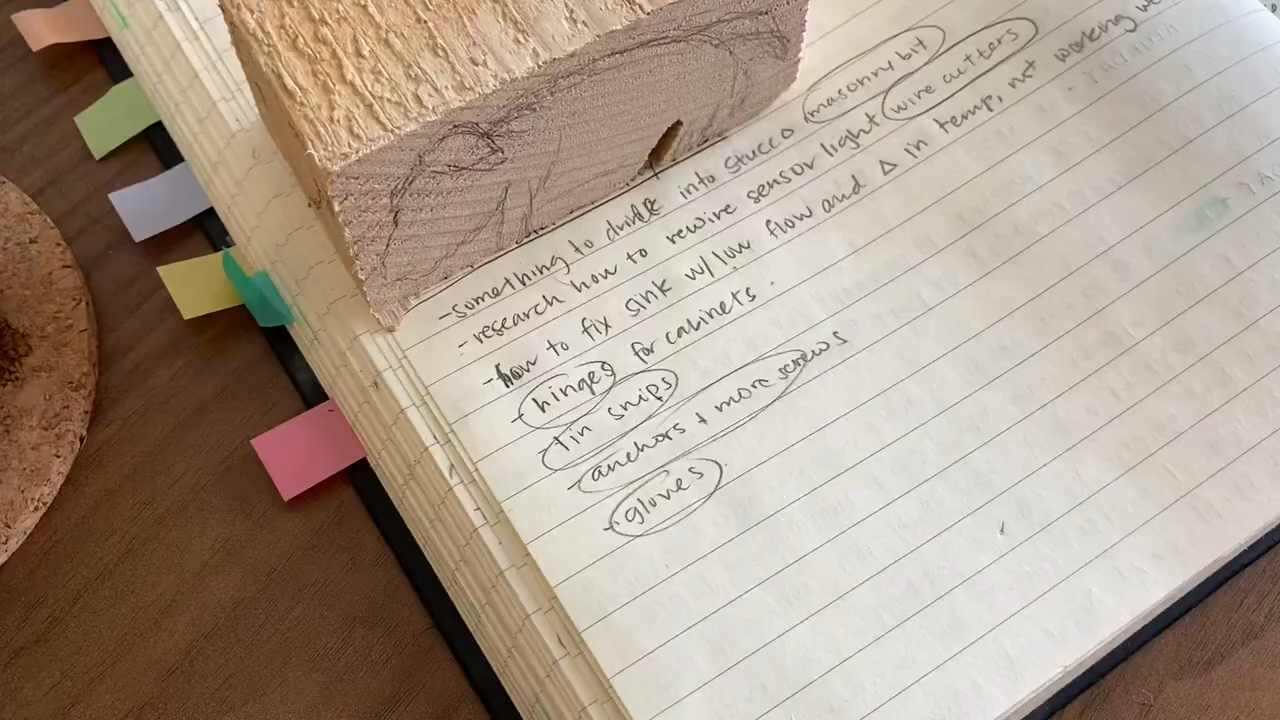 -something to drill into stucco masonry bit
-research how to rewire sensor light wire cutters
-how to fix sink w/low flow and Δ in temp, not working
-hinges for cabinets.
-tin snips
-anchors + more screws
-gloves